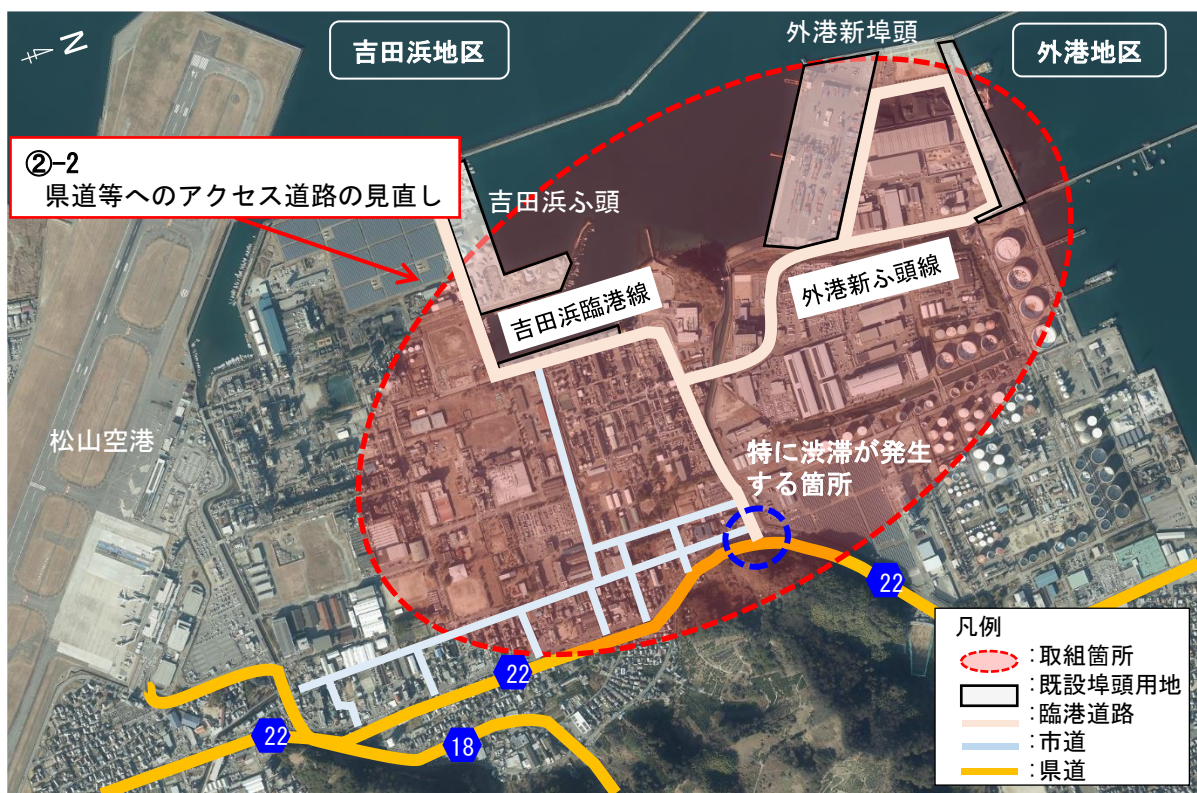 N
吉田浜地区
外港新埠頭
外港地区
②-2
県道等へのアクセス道路の見直し
吉田浜ふ頭
吉田浜臨港線
外港新ふ頭線
松山空港
特に渋滞が発生
する箇所
22
22
22
18
凡例
:取組箇所
:既設埠頭用地
:臨港道路
:市道
:県道